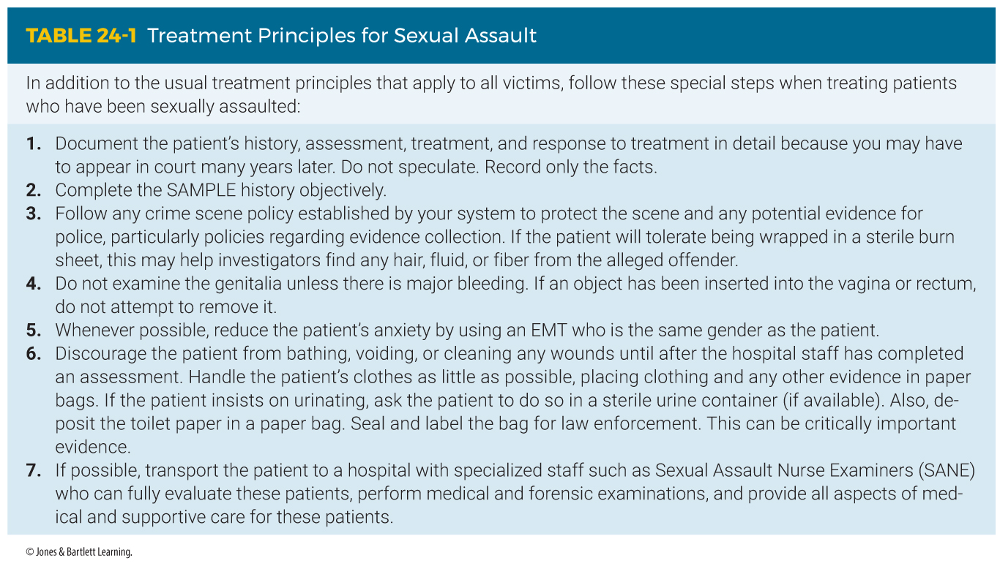 TABLE 24-1 Treatment Principles for Sexual Assault
In addition to the usual treatment principles that apply to all victims, follow these special steps when treating patients
who have been sexually assaulted:
1. Document the patient’s history, assessment, treatment, and response to treatment in detail because you may have
to appear in court many years later. Do not speculate. Record only the facts.
2. Complete the SAMPLE history objectively.
3. Follow any crime scene policy established by your system to protect the scene and any potential evidence for
police, particularly policies regarding evidence collection. If the patient will tolerate being wrapped in a sterile burn
sheet, this may help investigators find any hair, fluid, or fiber from the alleged offender.
4. Do not examine the genitalia unless there is major bleeding. If an object has been inserted into the vagina or rectum,
do not attempt to remove it.
5. Whenever possible, reduce the patient’s anxiety by using an EMT who is the same gender as the patient.
6. Discourage the patient from bathing, voiding, or cleaning any wounds until after the hospital staff has completed
an assessment. Handle the patient’s clothes as little as possible, placing clothing and any other evidence in paper
bags. If the patient insists on urinating, ask the patient to do so in a sterile urine container (if available). Also, de-
posit the toilet paper in a paper bag. Seal and label the bag for law enforcement. This can be critically important
evidence.
7. If possible, transport the patient to a hospital with specialized staff such as Sexual Assault Nurse Examiners (SANE)
who can fully evaluate these patients, perform medical and forensic examinations, and provide all aspects of med-
ical and supportive care for these patients.
© Jones & Bartlett Learning.